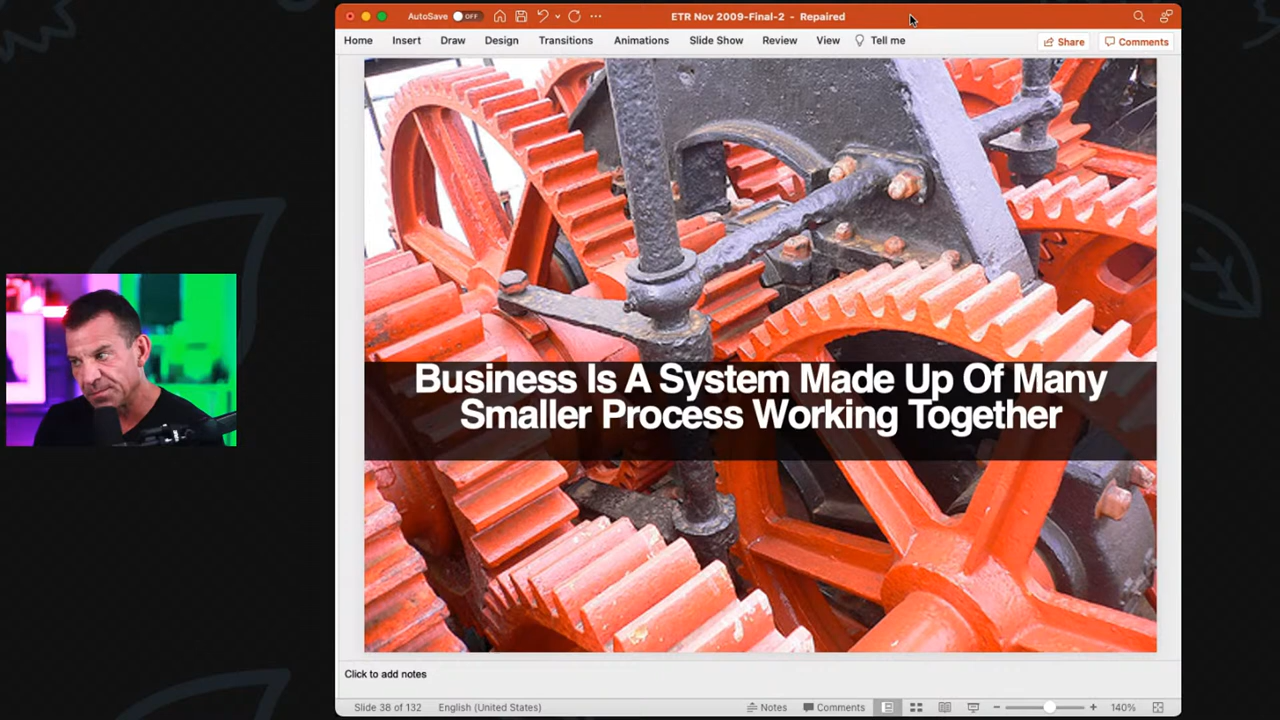 AutoSave OFF
ETR Nov 2009-Final-2 - Repaired
Home Insert Draw Design Transitions Animations Slide Show Review View Tell me Share Comments
Business Is A System Made Up Of Many
Smaller Process Working Together
Click to add notes
Slide 38 of 132 English (United States) Notes Comments 140%